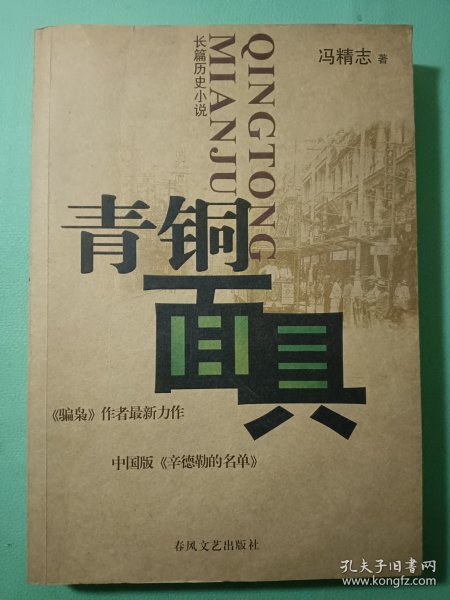 冯精志 著
QINGTONG
MIANJU
长篇历史小说
青铜
面具
《骗枭》作者最新力作
中国版《辛德勒的名单》
春风文艺出版社
孔夫子旧书网
www.kongfz.com